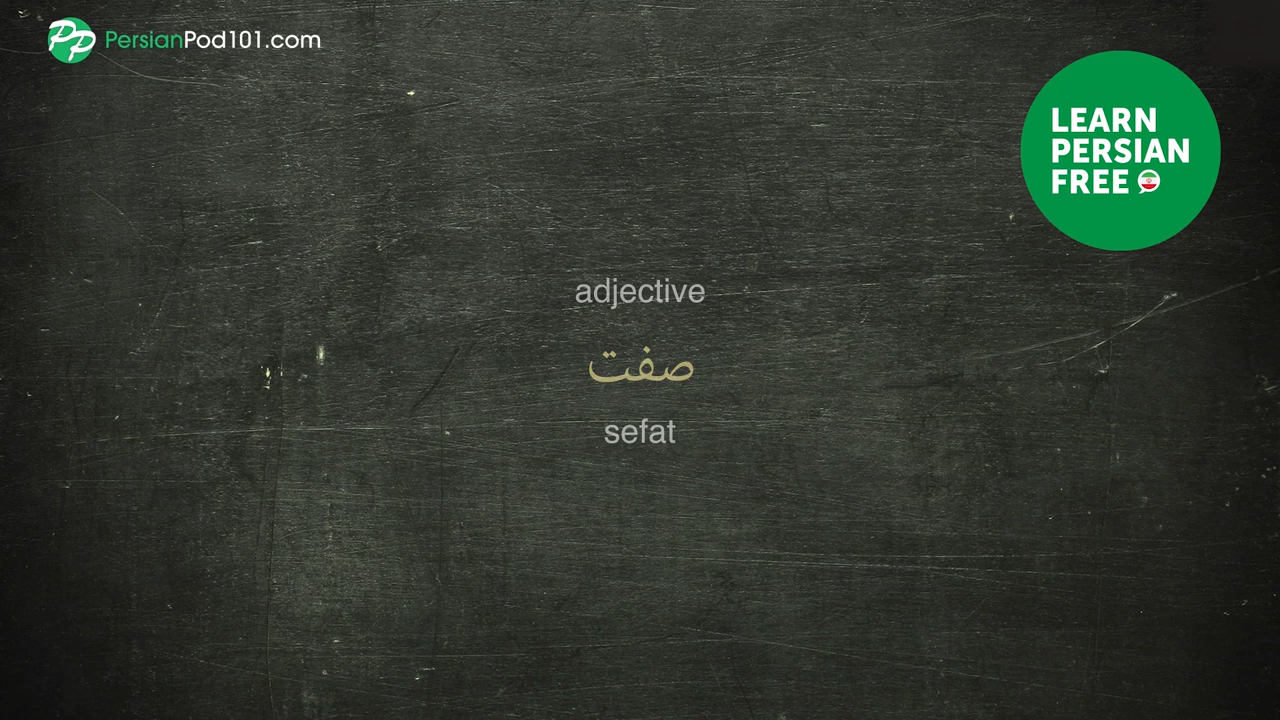 PersianPod101.com
LEARN
PERSIAN
FREE
adjective
صفت
sefat